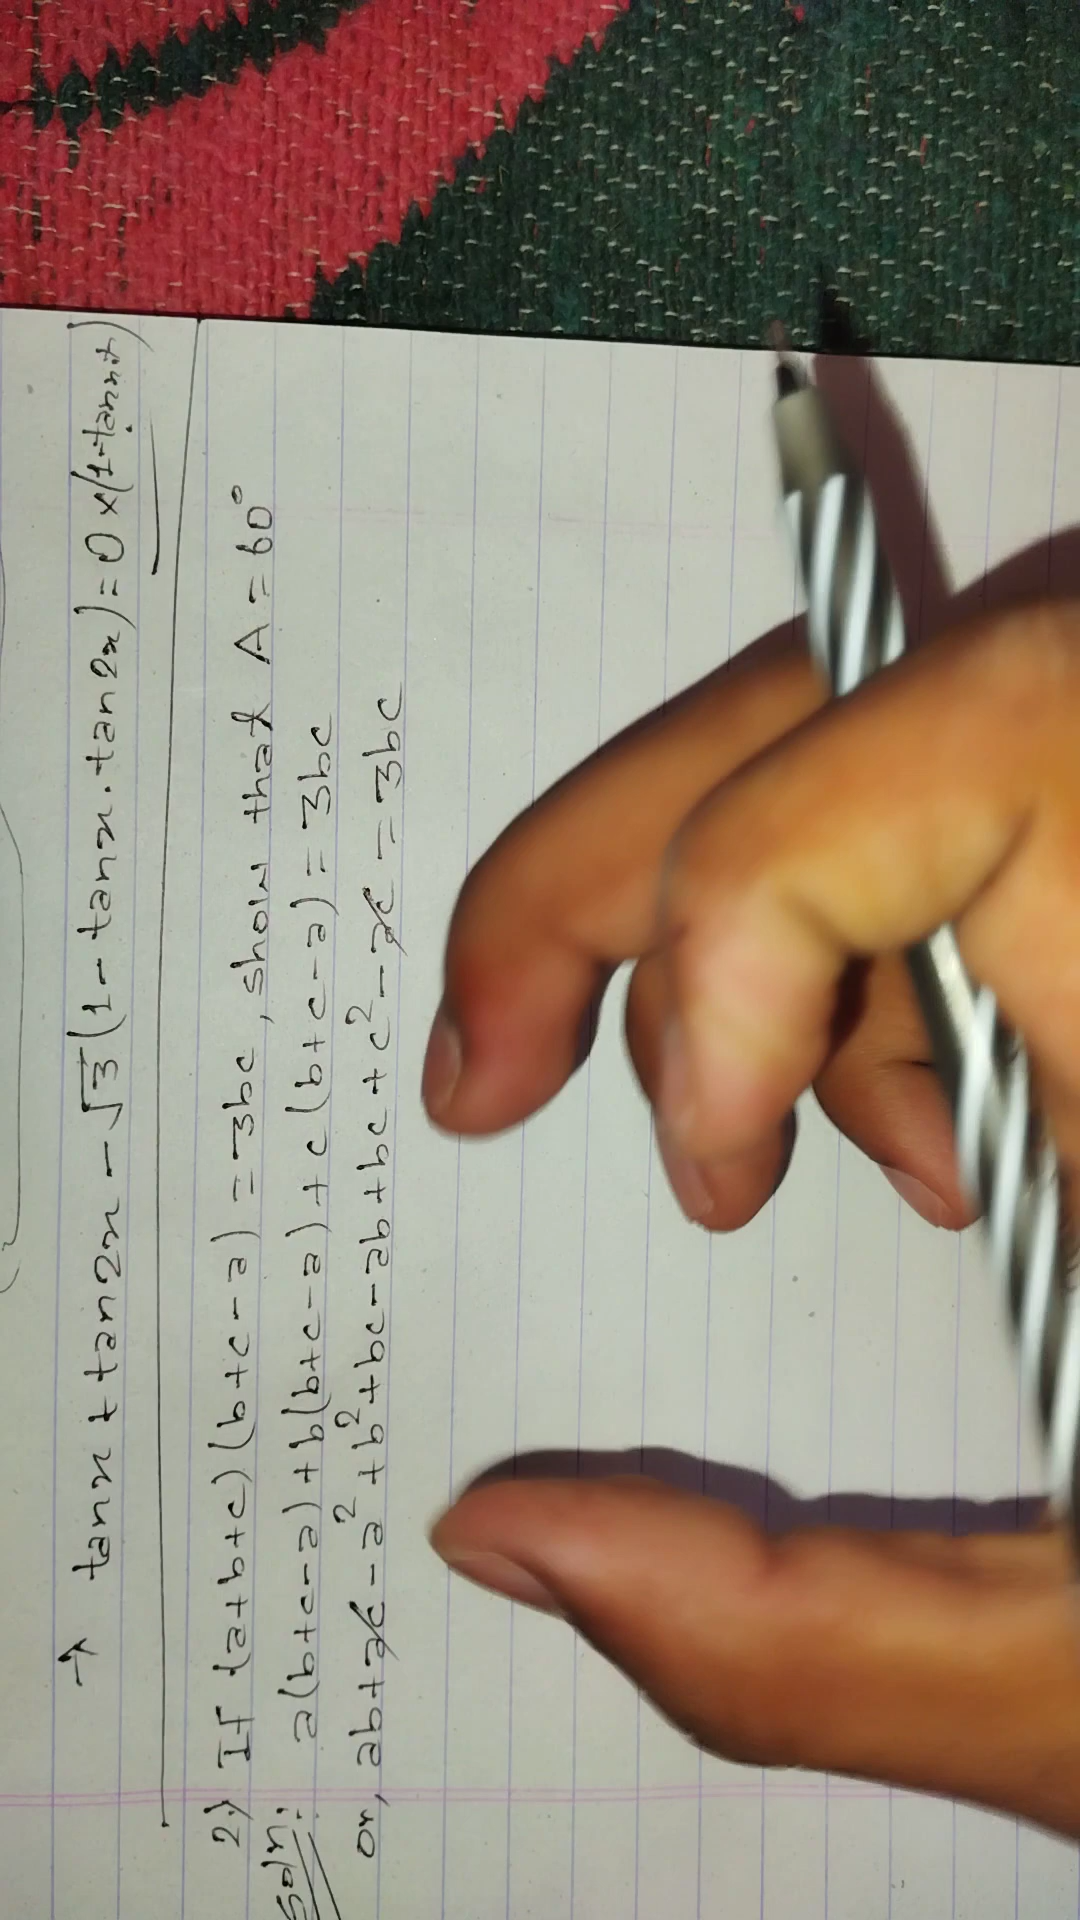 → tanx + tan2x - √3 (1 - tanx . tan2x) = 0 x (1-tanx.t)
2) If (a+b+c) (b+c-a) = 3bc, show that A = 60°
Soln: a(b+c-a) + b(b+c-a) + c (b+c-a) = 3bc
or, ab+ac-a²+b²+bc-ab+bc+c²-ac = 3bc